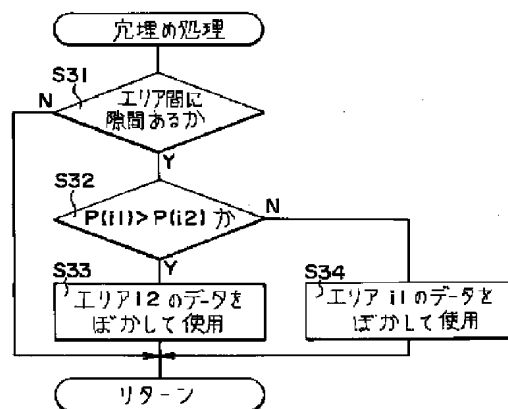 穴埋め処理
S31
N
エリア間に
隙間あるか
Y
S32
P(i1)>P(i2)か
N
Y
S33
エリアi2のデータを
ぼかして使用
S34
エリアi1のデータを
ぼかして使用
リターン